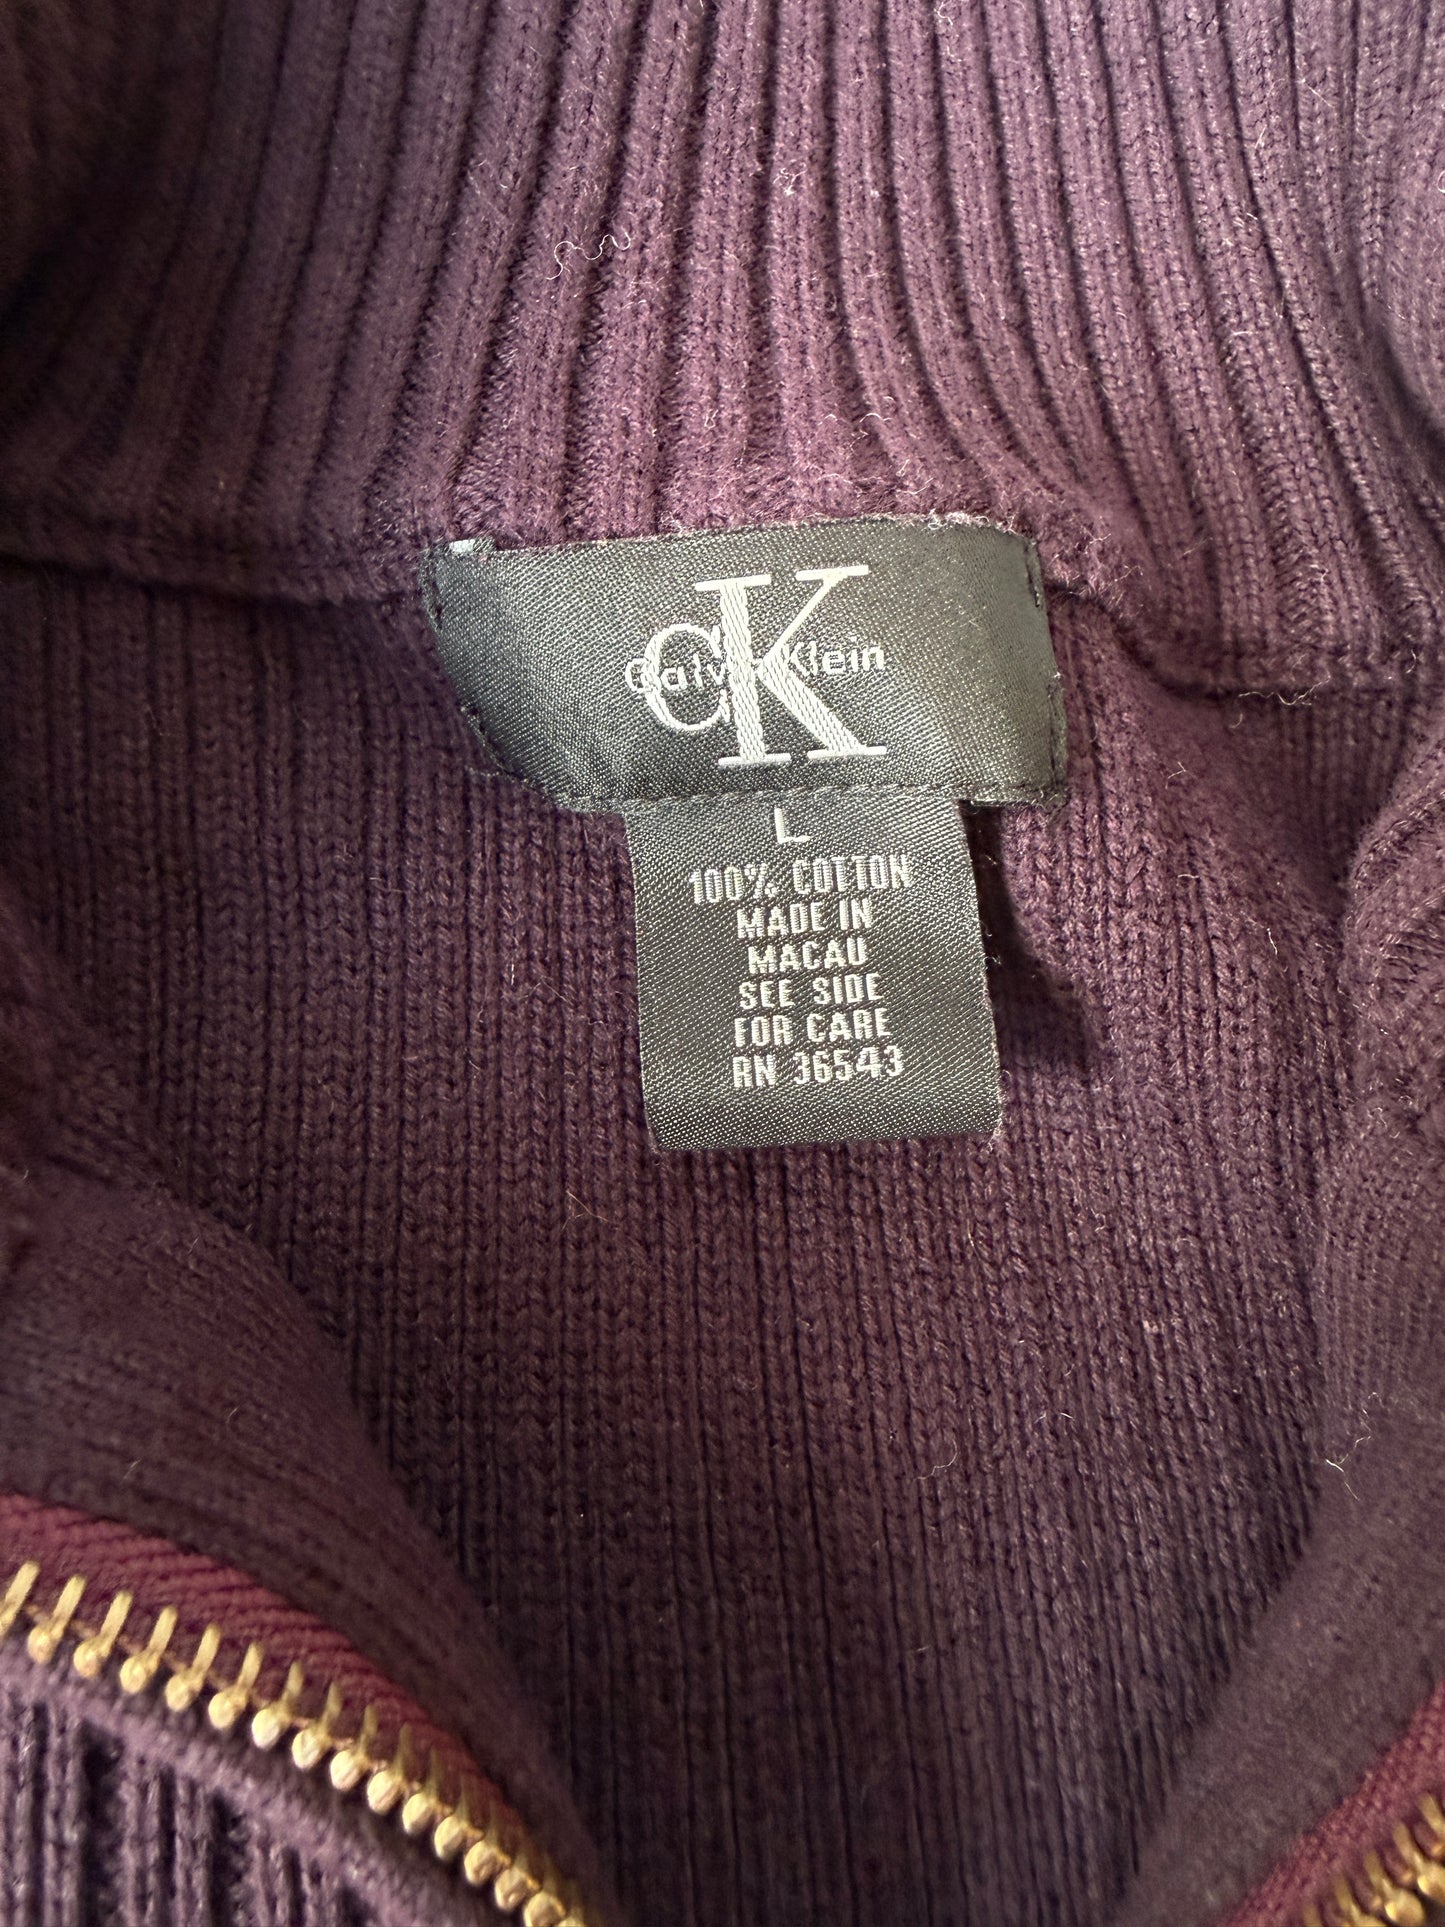 cK
Calvin Klein
L
100% COTTON
MADE IN
MACAU
SEE SIDE
FOR CARE
RN 36543